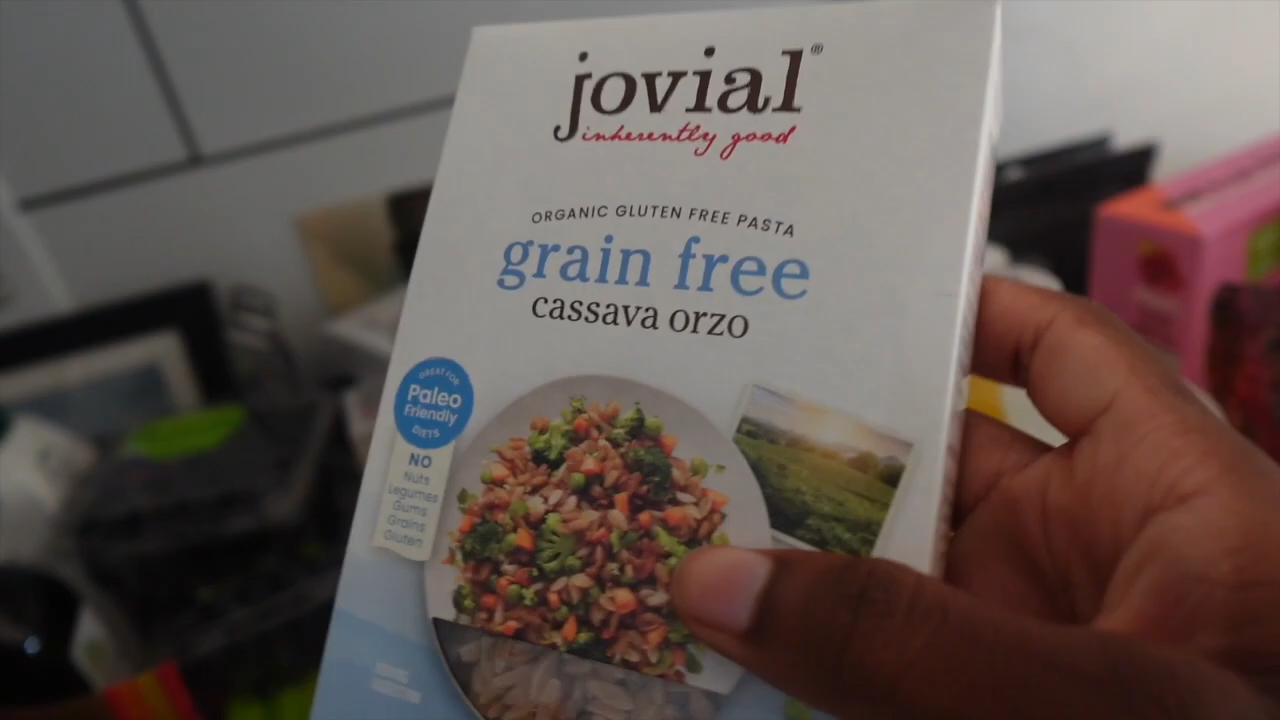 jovial®
inherently good
ORGANIC GLUTEN FREE PASTA
grain free
cassava orzo
GREAT FOR
Paleo
Friendly
DIETS
NO
Nuts
Legumes
Gums
Grains
Gluten